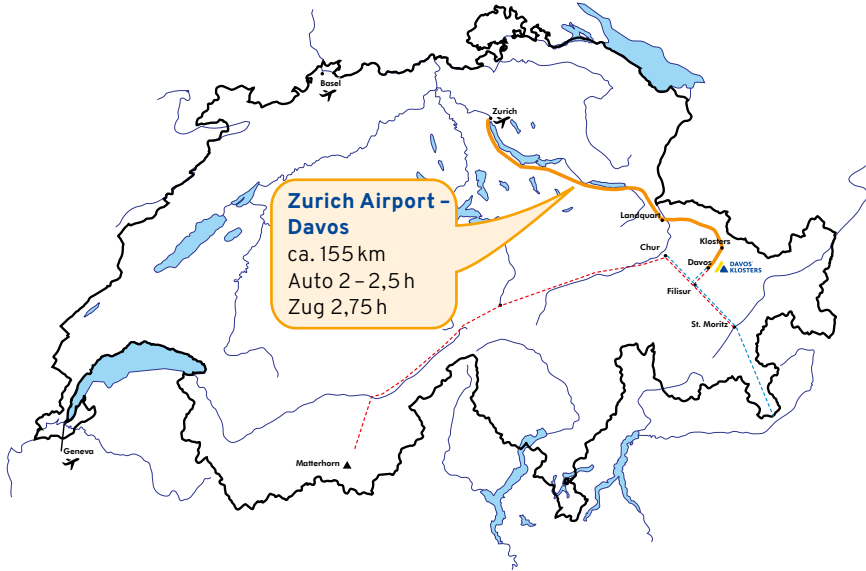 Basel
Zurich
Zurich Airport –
Davos
ca. 155 km
Auto 2 – 2,5 h
Zug 2,75 h
Landquart
Chur
Klosters
Davos
DAVOS
KLOSTERS
Filisur
St. Moritz
Matterhorn
Geneva